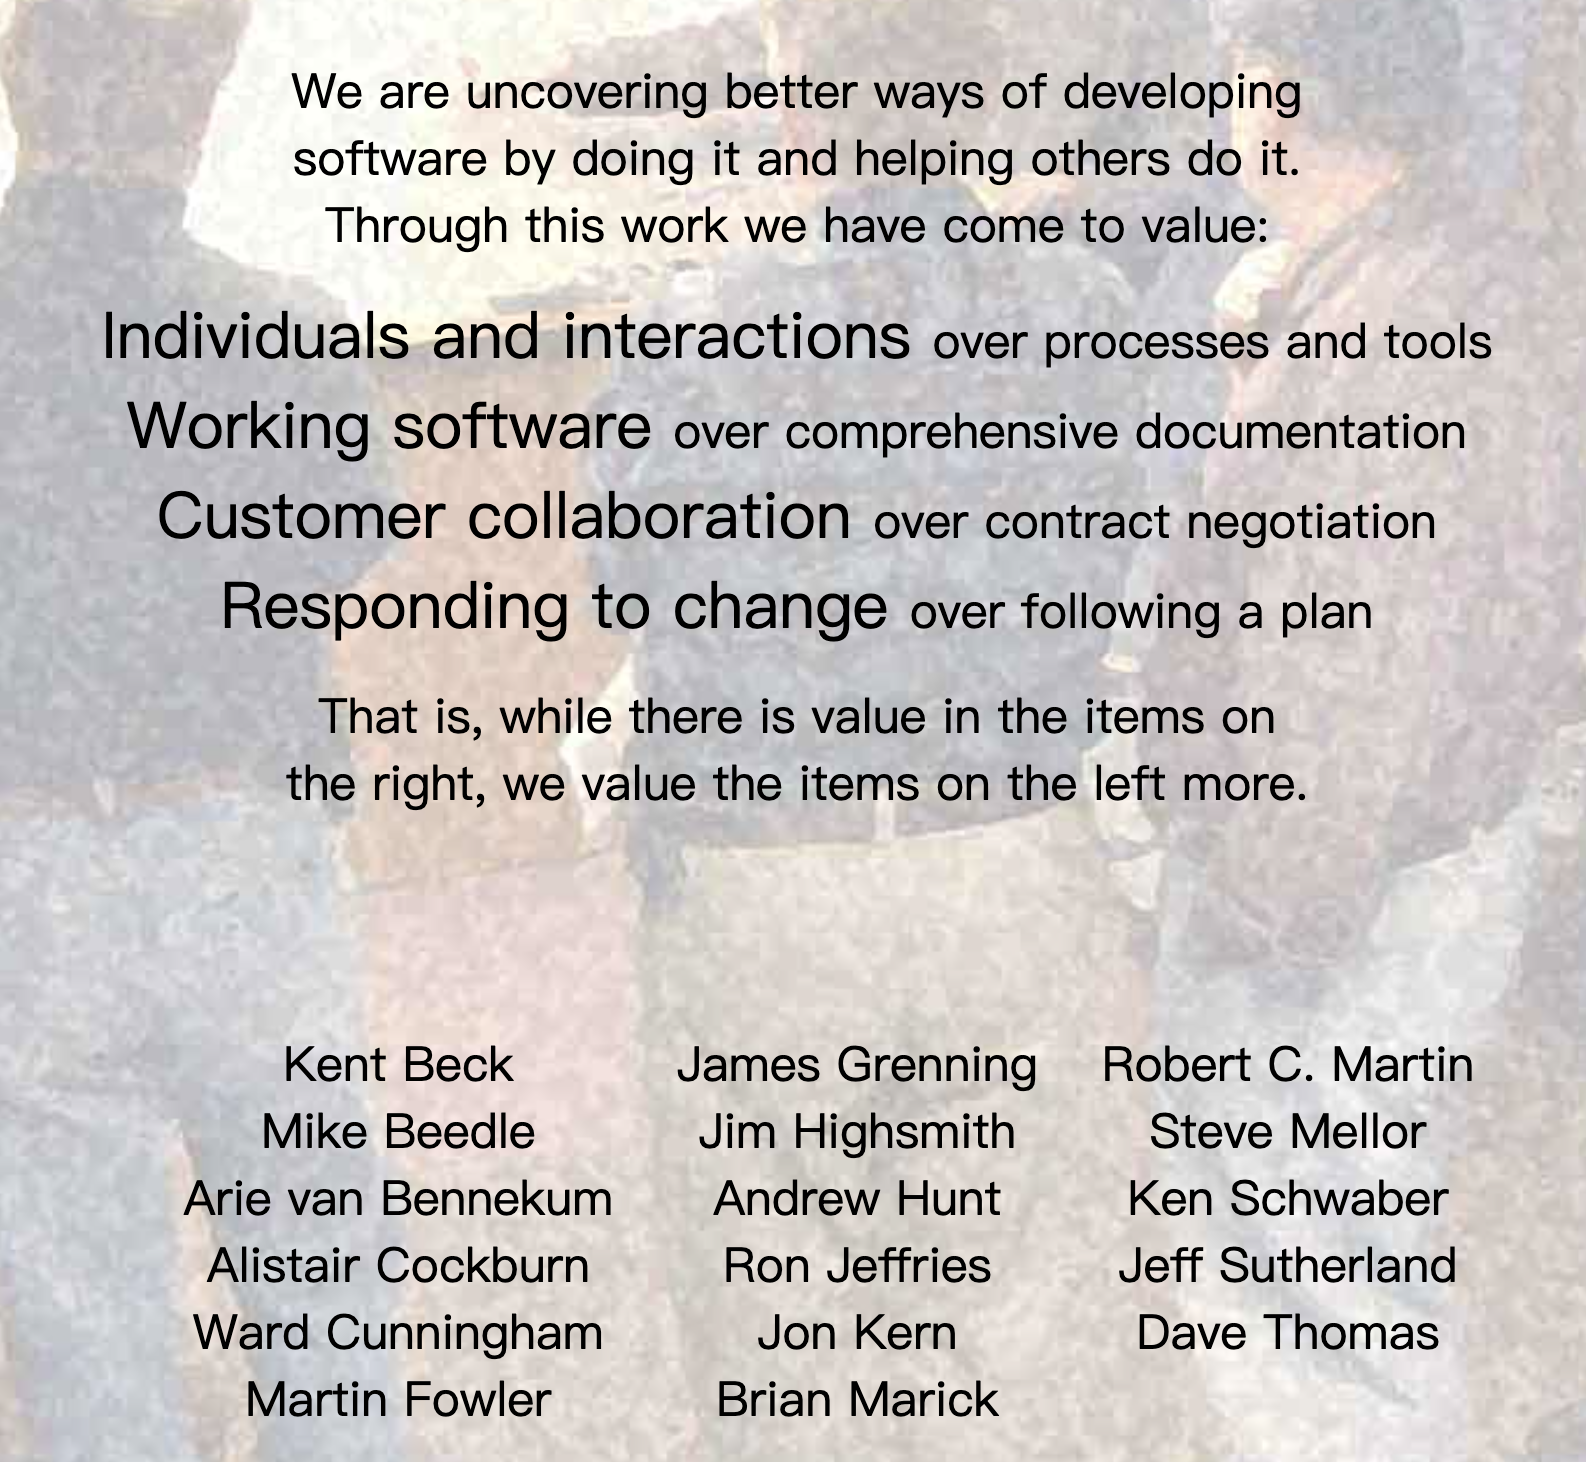 We are uncovering better ways of developing
software by doing it and helping others do it.
Through this work we have come to value:
Individuals and interactions over processes and tools
Working software over comprehensive documentation
Customer collaboration over contract negotiation
Responding to change over following a plan
That is, while there is value in the items on
the right, we value the items on the left more.
Kent Beck
Mike Beedle
Arie van Bennekum
Alistair Cockburn
Ward Cunningham
Martin Fowler
James Grenning
Jim Highsmith
Andrew Hunt
Ron Jeffries
Jon Kern
Brian Marick
Robert C. Martin
Steve Mellor
Ken Schwaber
Jeff Sutherland
Dave Thomas